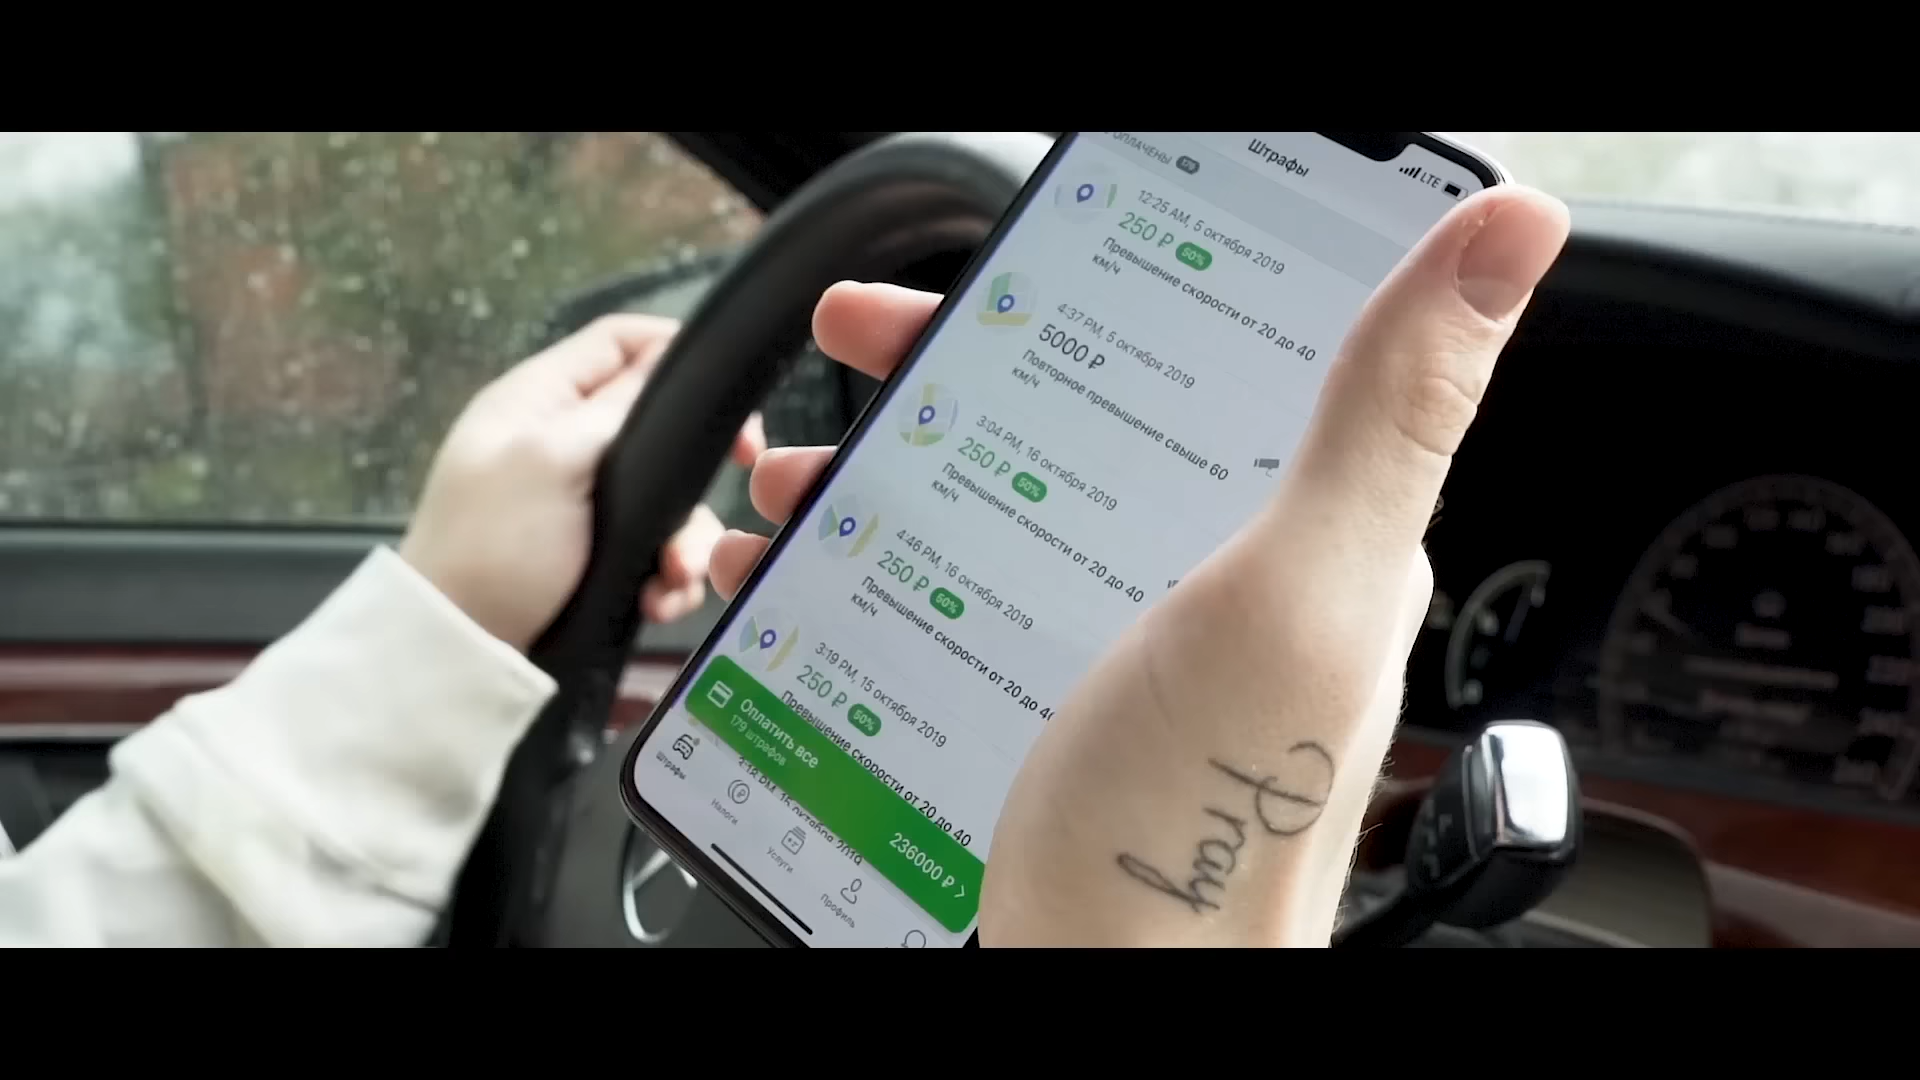 Штрафы
LTE
ОПЛАЧЕНЫ 179
12:25 AM, 5 октября 2019
250 ₽ 50%
Превышение скорости от 20 до 40
км/ч
4:37 PM, 5 октября 2019
5000 ₽
Повторное превышение свыше 60
км/ч
3:04 PM, 16 октября 2019
250 ₽ 50%
Превышение скорости от 20 до 40
км/ч
4:46 PM, 16 октября 2019
250 ₽ 50%
Превышение скорости от 20 до 40
км/ч
3:19 PM, 15 октября 2019
250 ₽ 50%
Превышение скорости от 20 до 40
Оплатить все
179 штрафов
236000 ₽
15 октября 2019
Штрафы
Налоги
Услуги
Профиль
Pray